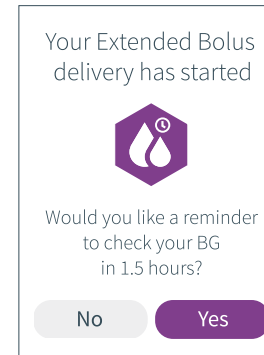 Your Extended Bolus
delivery has started
Would you like a reminder
to check your BG
in 1.5 hours?
No Yes